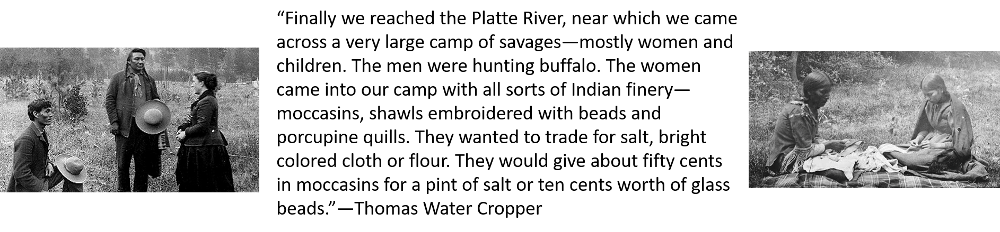 “Finally we reached the Platte River, near which we came
across a very large camp of savages—mostly women and
children. The men were hunting buffalo. The women
came into our camp with all sorts of Indian finery—
moccasins, shawls embroidered with beads and
porcupine quills. They wanted to trade for salt, bright
colored cloth or flour. They would give about fifty cents
in moccasins for a pint of salt or ten cents worth of glass
beads.”—Thomas Water Cropper